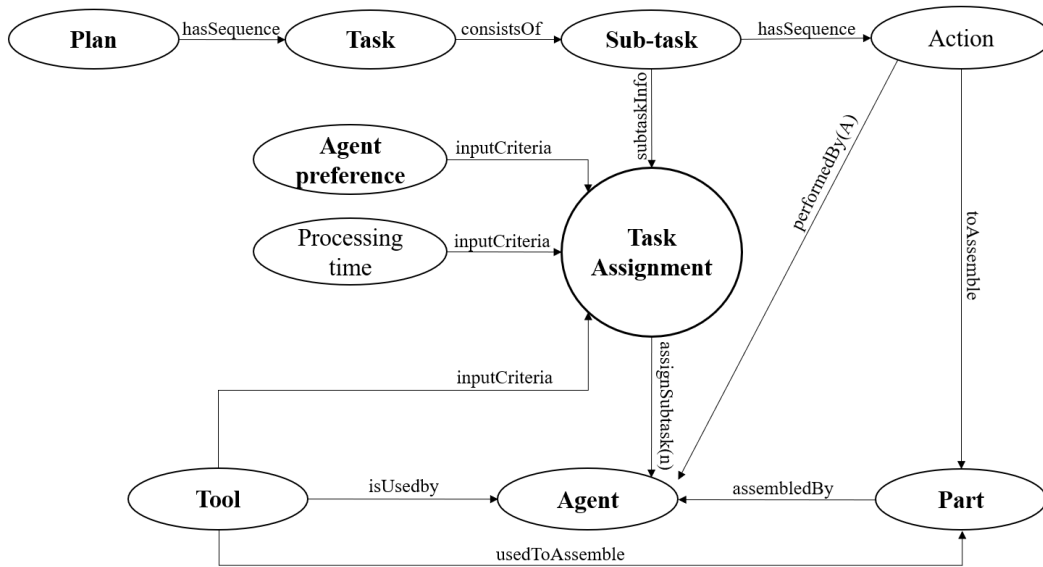 Plan
hasSequence
Task
consistsOf
Sub-task
hasSequence
Action
subtaskInfo
Agent
preference
inputCriteria
performedBy(A)
Processing
time
inputCriteria
Task
Assignment
toAssemble
inputCriteria
assignSubtask(n)
Tool
isUsedby
Agent
assembledBy
Part
usedToAssemble